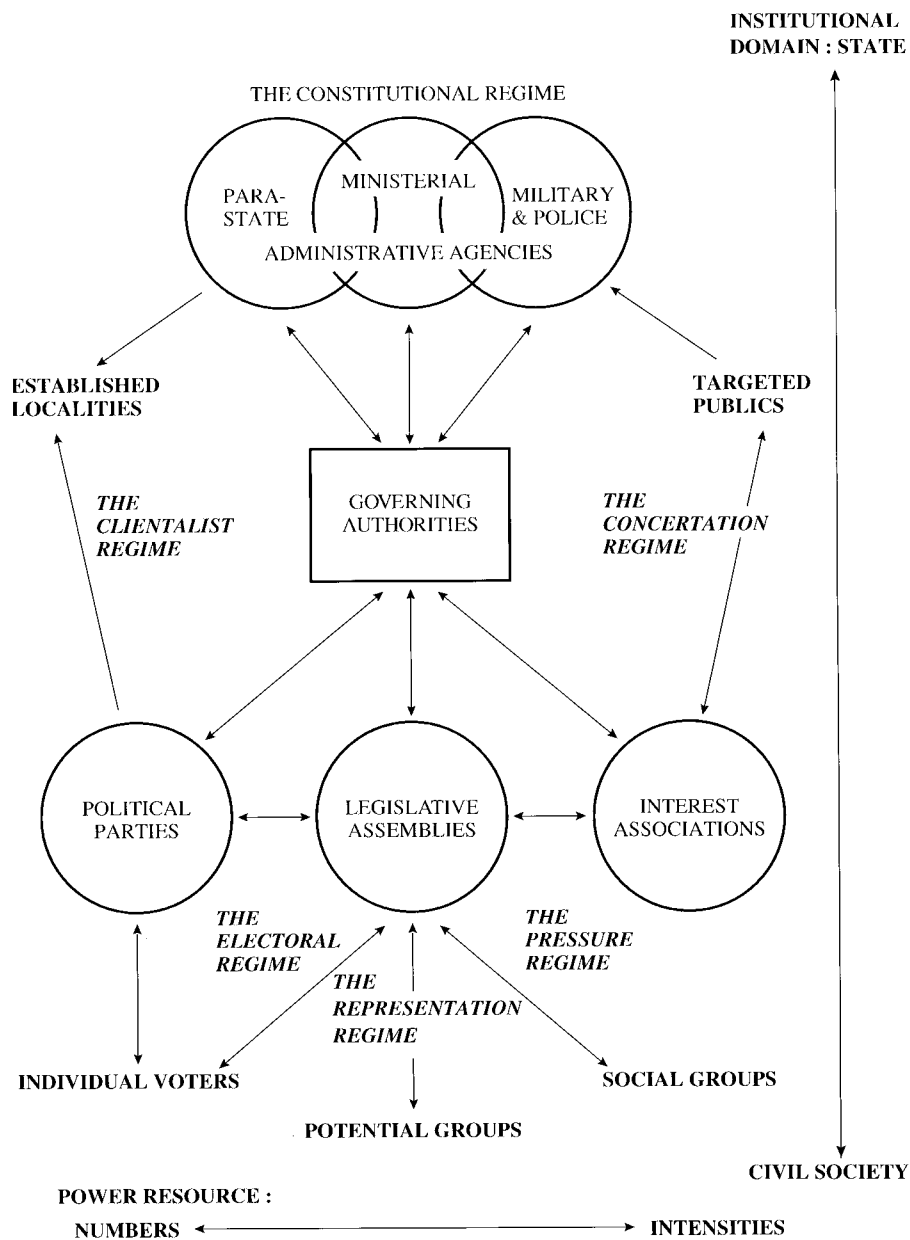 INSTITUTIONAL
DOMAIN : STATE
THE CONSTITUTIONAL REGIME
PARA-
STATE
MINISTERIAL
MILITARY
& POLICE
ADMINISTRATIVE AGENCIES
ESTABLISHED
LOCALITIES
TARGETED
PUBLICS
THE
CLIENTALIST
REGIME
GOVERNING
AUTHORITIES
THE
CONCERTATION
REGIME
POLITICAL
PARTIES
LEGISLATIVE
ASSEMBLIES
INTEREST
ASSOCIATIONS
THE
ELECTORAL
REGIME
THE
PRESSURE
REGIME
THE
REPRESENTATION
REGIME
INDIVIDUAL VOTERS
SOCIAL GROUPS
POTENTIAL GROUPS
CIVIL SOCIETY
POWER RESOURCE :
NUMBERS
INTENSITIES